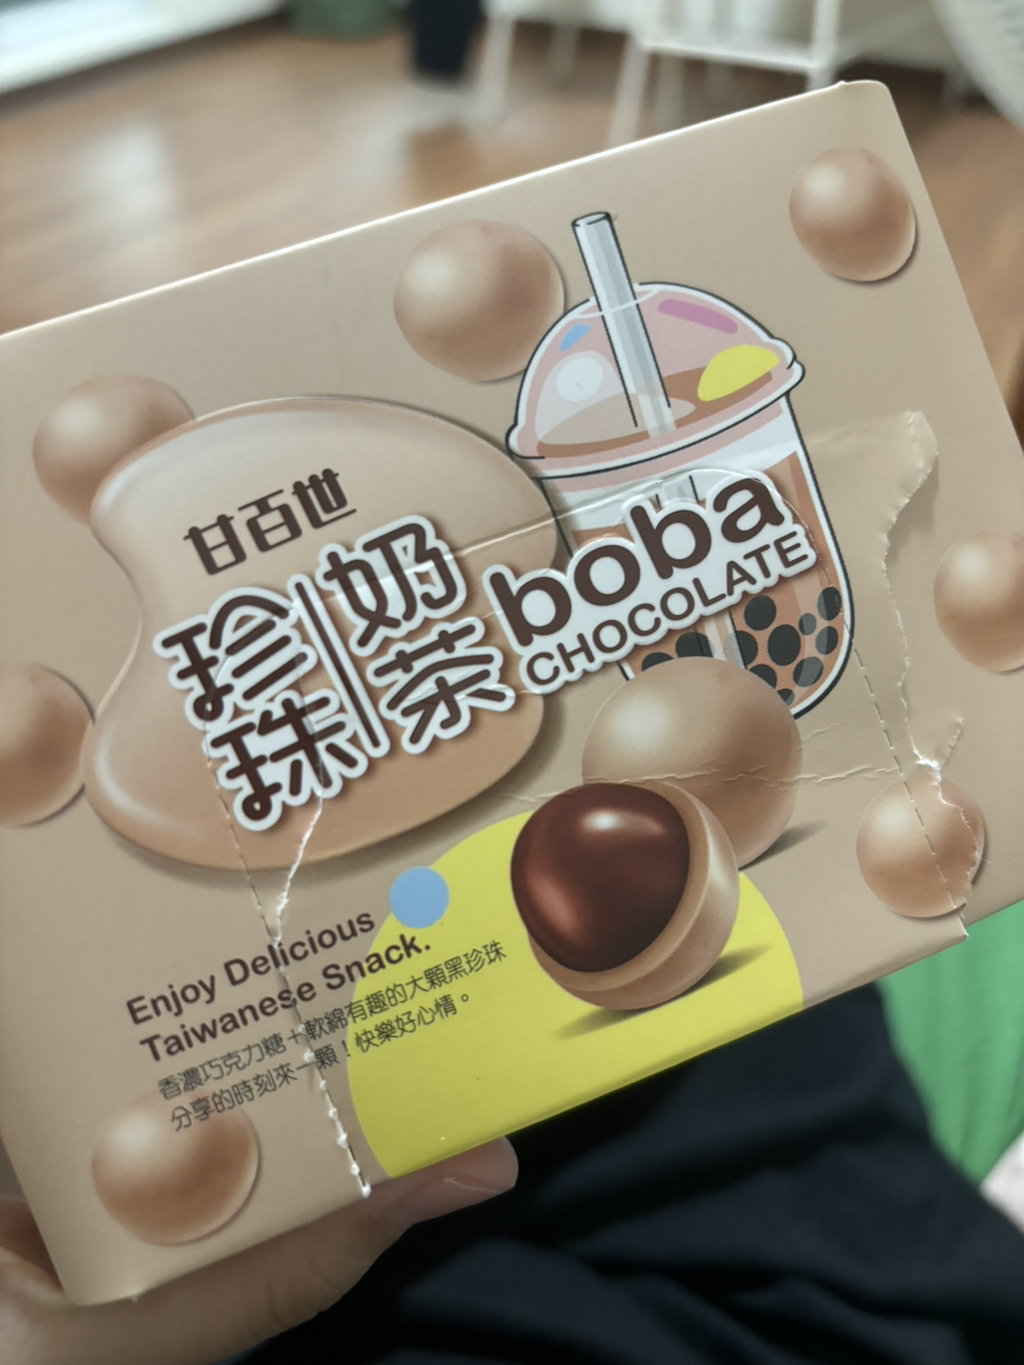 甘百世
珍珠
奶茶
boba
CHOCOLATE
Enjoy Delicious
Taiwanese Snack.
香濃巧克力糖+軟綿有趣的大顆黑珍珠
分享的時刻來一顆！快樂好心情。